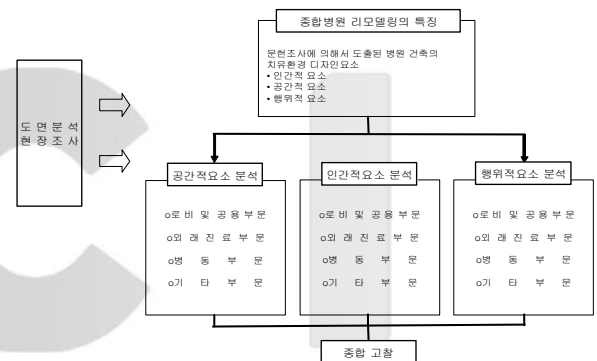 종합병원 리모델링의 특징
문헌조사에 의해서 도출된 병원 건축의
치유환경 디자인요소
• 인간적 요소
• 공간적 요소
• 행위적 요소
도 면 분 석
현 장 조 사
공간적요소 분석
o로 비 및 공 용 부 문
o외 래 진 료 부 문
o병 동 부 문
o기 타 부 문
인간적요소 분석
o로 비 및 공 용 부 문
o외 래 진 료 부 문
o병 동 부 문
o기 타 부 문
행위적요소 분석
o로 비 및 공 용 부 문
o외 래 진 료 부 문
o병 동 부 문
o기 타 부 문
종합 고찰